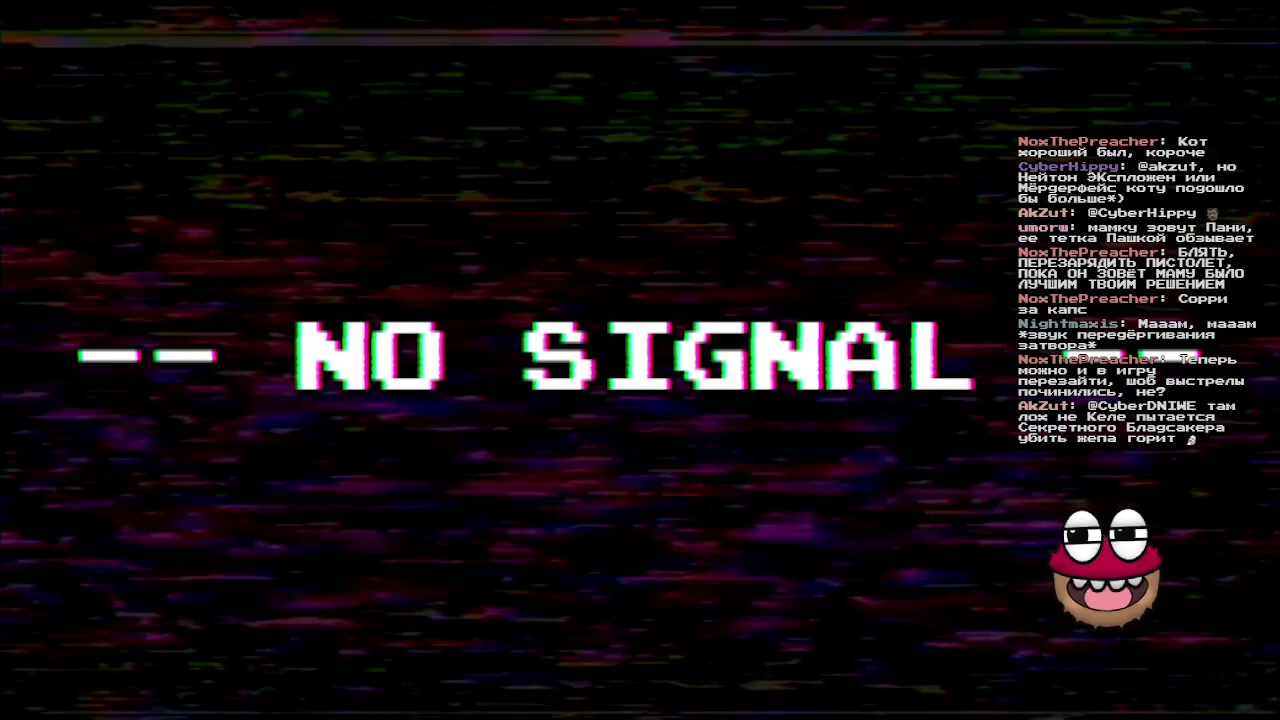 -- NO SIGNAL
NoxThePreacher: Кот
хороший был, короче
CyberHippy: @akzut, но
Нейтон ЭКспложен или
Мёрдерфейс коту подошло
бы больше*)
AkZut: @CyberHippy
umorw: мамку зовут Пани,
ее тетка Пашкой обзывает
NoxThePreacher: БЛЯТЬ,
ПЕРЕЗАРЯДИТЬ ПИСТОЛЕТ,
ПОКА ОН ЗОВЁТ МАМУ БЫЛО
ЛУЧШИМ ТВОИМ РЕШЕНИЕМ
NoxThePreacher: Сорри
за капс
Nightmaxis: Мааам, мааам
*звук передёргивания
затвора*
NoxThePreacher: Теперь
можно и в игру
перезайти, шоб выстрелы
починились, не?
AkZut: @CyberDNIWE там
лох не Келе пытается
Секретного Бладсакера
убить жепа горит